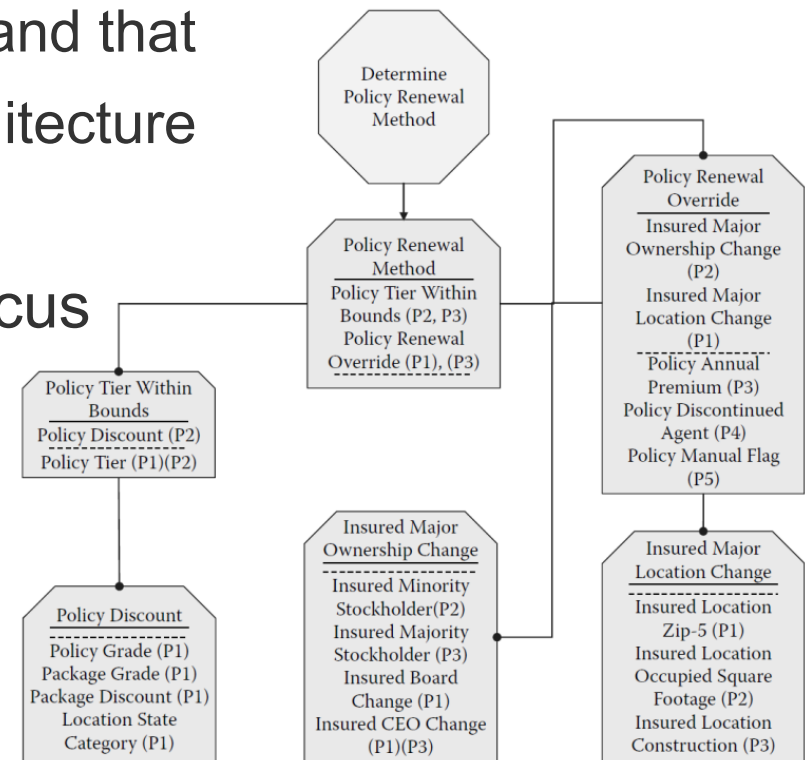 and that
itecture
cus
Determine
Policy Renewal
Method
Policy Renewal
Method
Policy Tier Within
Bounds (P2, P3)
Policy Renewal
Override (P1), (P3)
Policy Renewal
Override
Insured Major
Ownership Change
(P2)
Insured Major
Location Change
(P1)
Policy Annual
Premium (P3)
Policy Discontinued
Agent (P4)
Policy Manual Flag
(P5)
Policy Tier Within
Bounds
Policy Discount (P2)
Policy Tier (P1)(P2)
Policy Discount
Policy Grade (P1)
Package Grade (P1)
Package Discount (P1)
Location State
Category (P1)
Insured Major
Ownership Change
Insured Minority
Stockholder(P2)
Insured Majority
Stockholder (P3)
Insured Board
Change (P1)
Insured CEO Change
(P1)(P3)
Insured Major
Location Change
Insured Location
Zip-5 (P1)
Insured Location
Occupied Square
Footage (P2)
Insured Location
Construction (P3)